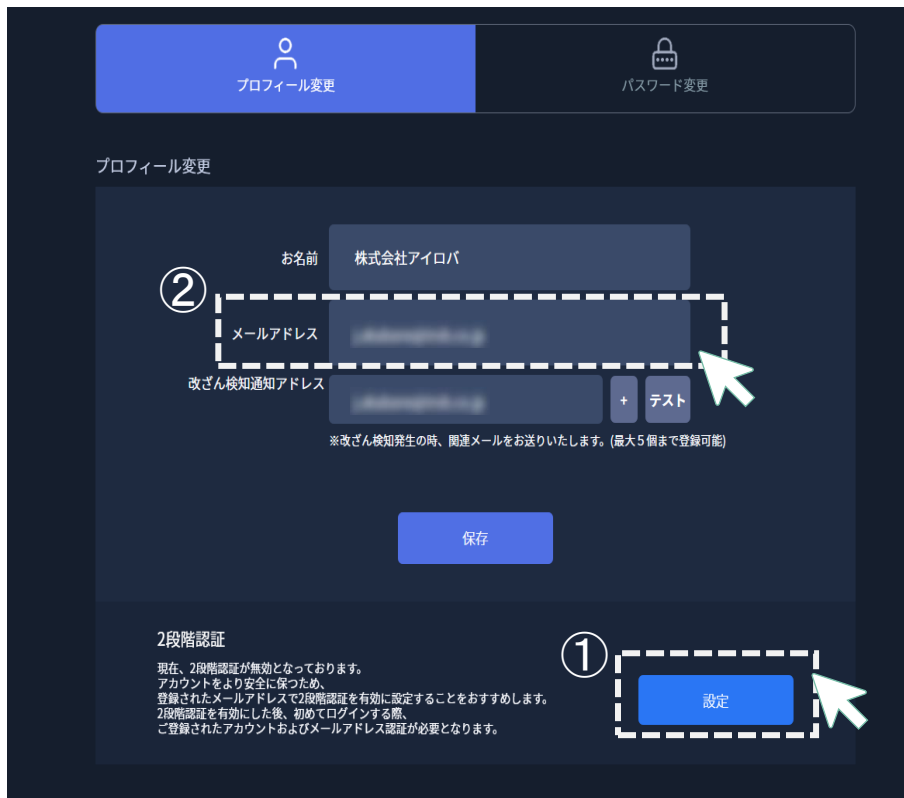 プロフィール変更
パスワード変更
プロフィール変更
お名前
株式会社アイロバ
②
メールアドレス
改ざん検知通知アドレス
+
テスト
※改ざん検知発生の時、関連メールをお送りいたします。(最大5個まで登録可能)
保存
2段階認証
①
現在、2段階認証が無効となっております。
アカウントをより安全に保つため、
登録されたメールアドレスで2段階認証を有効に設定することをおすすめします。
2段階認証を有効にした後、初めてログインする際、
ご登録されたアカウントおよびメールアドレス認証が必要となります。
設定